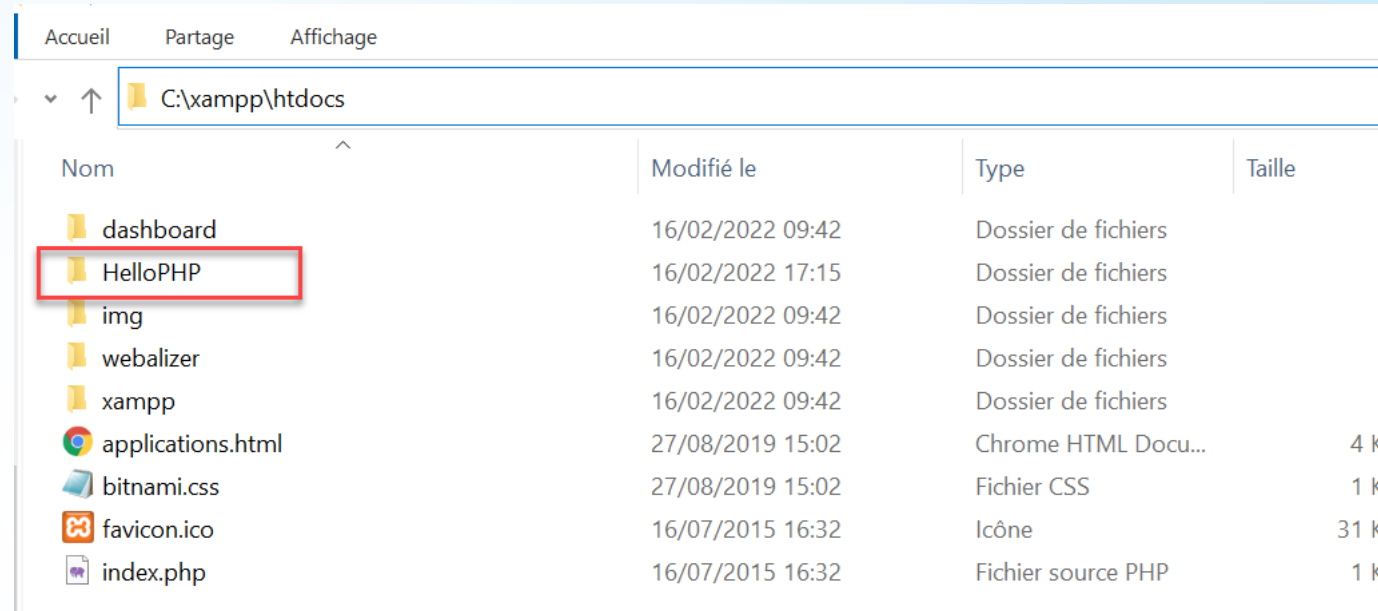 Accueil Partage Affichage
C:\xampp\htdocs
Nom Modifié le Type Taille
dashboard 16/02/2022 09:42 Dossier de fichiers
HelloPHP 16/02/2022 17:15 Dossier de fichiers
img 16/02/2022 09:42 Dossier de fichiers
webalizer 16/02/2022 09:42 Dossier de fichiers
xampp 16/02/2022 09:42 Dossier de fichiers
applications.html 27/08/2019 15:02 Chrome HTML Docu... 4 K
bitnami.css 27/08/2019 15:02 Fichier CSS 1 K
favicon.ico 16/07/2015 16:32 Icône 31 K
index.php 16/07/2015 16:32 Fichier source PHP 1 K